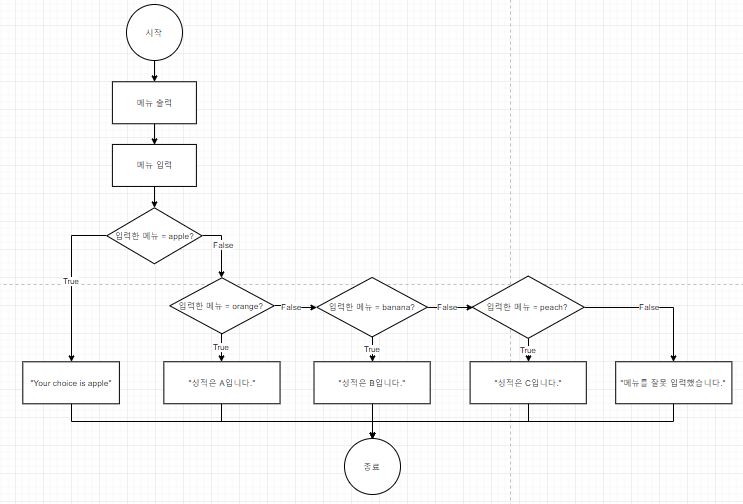 시작
메뉴 출력
메뉴 입력
입력한 메뉴 = apple?
False
True
입력한 메뉴 = orange?
False
입력한 메뉴 = banana?
False
입력한 메뉴 = peach?
False
True
True
True
"Your choice is apple"
"성적은 A입니다."
"성적은 B입니다."
"성적은 C입니다."
"메뉴를 잘못 입력했습니다."
종료